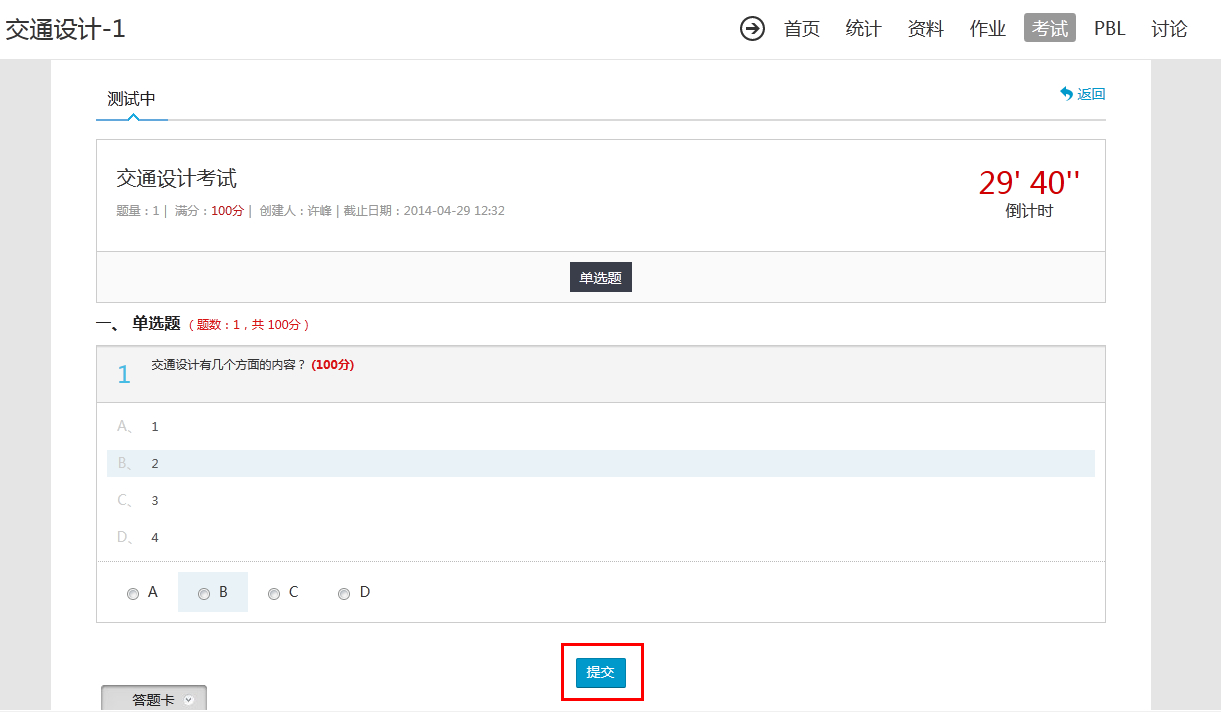 交通设计-1 首页 统计 资料 作业 考试 PBL 讨论
测试中 返回
交通设计考试 29' 40''
题量：1 | 满分：100分 | 创建人：许峰 | 截止日期：2014-04-29 12:32 倒计时
单选题
一、 单选题 （ 题数：1，共 100分 ）
1 交通设计有几个方面的内容？ (100分)
A、 1
B、 2
C、 3
D、 4
A B C D
提交
答题卡